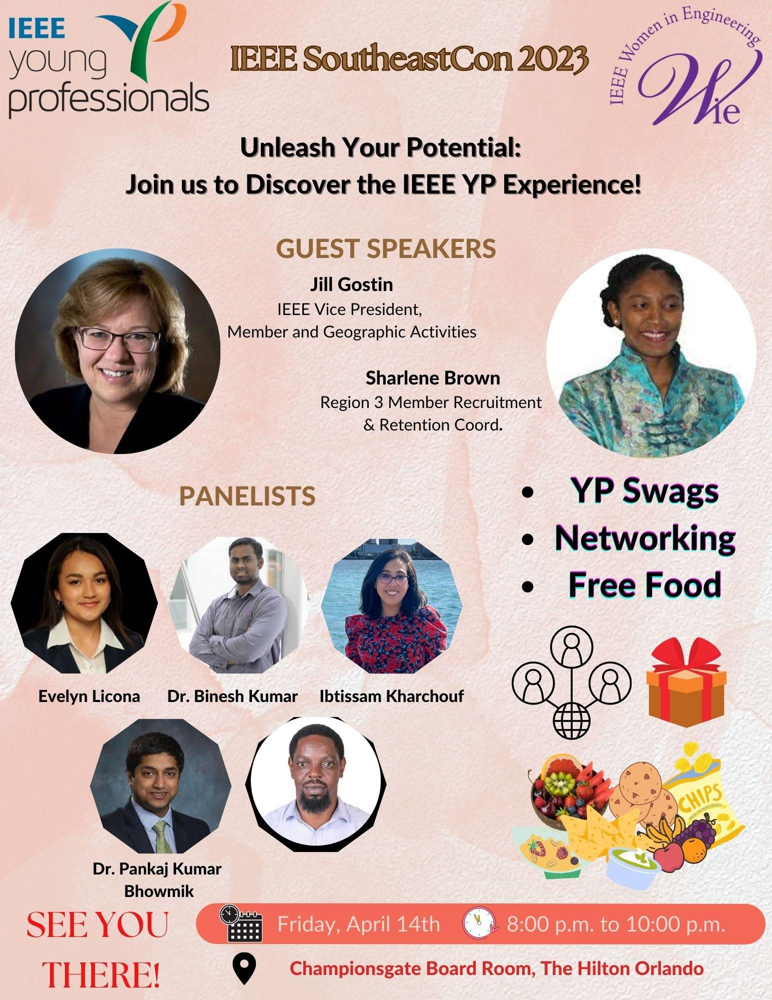 IEEE
young
professionals
IEEE SoutheastCon 2023
IEEE Women in Engineering
Wie
Unleash Your Potential:
Join us to Discover the IEEE YP Experience!
GUEST SPEAKERS
Jill Gostin
IEEE Vice President,
Member and Geographic Activities
Sharlene Brown
Region 3 Member Recruitment
& Retention Coord.
PANELISTS
• YP Swags
• Networking
• Free Food
Evelyn Licona
Dr. Binesh Kumar
Ibtissam Kharchouf
CHIPS
REAL POTATO CRISPS
Dr. Pankaj Kumar
Bhowmik
SEE YOU
THERE!
Friday, April 14th
8:00 p.m. to 10:00 p.m.
Championsgate Board Room, The Hilton Orlando